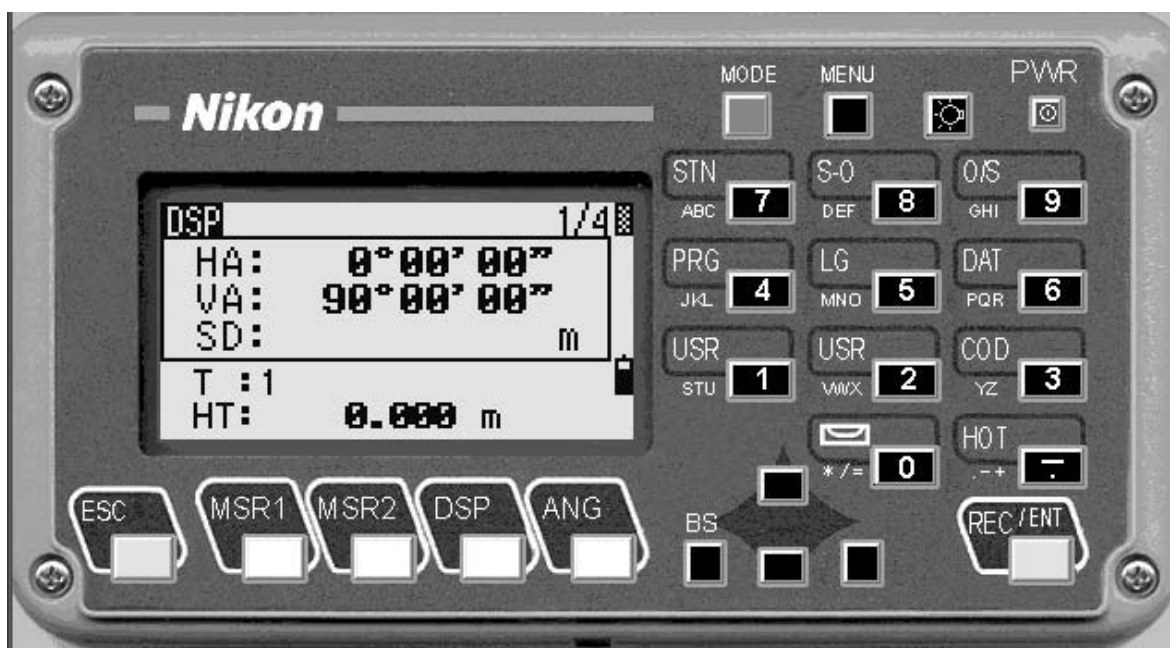 MODE MENU PWR
Nikon
STN S-O O/S
ABC 7 DEF 8 GHI 9
DSP 1/4
HA: 0°00'00"
VA: 90°00'00"
SD: m
T :1
HT: 0.000 m
PRG LG DAT
JKL 4 MNO 5 PQR 6
USR USR COD
STU 1 VWX 2 YZ 3
HOT
*/= 0 .-+ –.
ESC MSR1 MSR2 DSP ANG
BS
REC/ENT